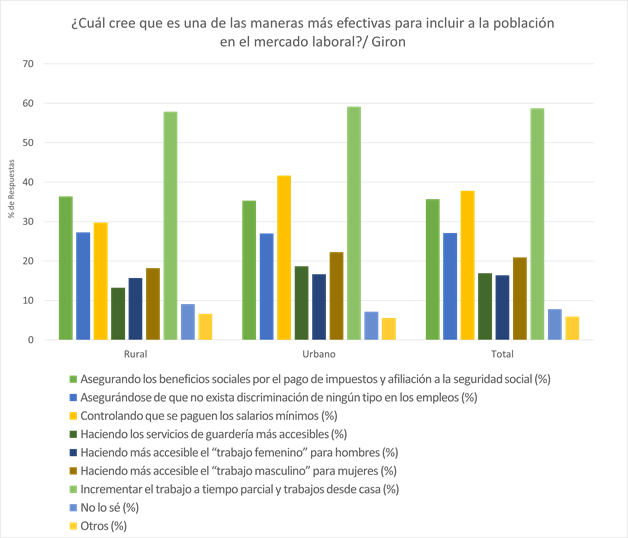 ¿Cuál cree que es una de las maneras más efectivas para incluir a la población
en el mercado laboral?/ Giron
70
60
50
40
30
20
10
0
% de Respuestas
Rural
Urbano
Total
Asegurando los beneficios sociales por el pago de impuestos y afiliación a la seguridad social (%)
Asegurándose de que no exista discriminación de ningún tipo en los empleos (%)
Controlando que se paguen los salarios mínimos (%)
Haciendo los servicios de guardería más accesibles (%)
Haciendo más accesible el “trabajo femenino” para hombres (%)
Haciendo más accesible el “trabajo masculino” para mujeres (%)
Incrementar el trabajo a tiempo parcial y trabajos desde casa (%)
No lo sé (%)
Otros (%)